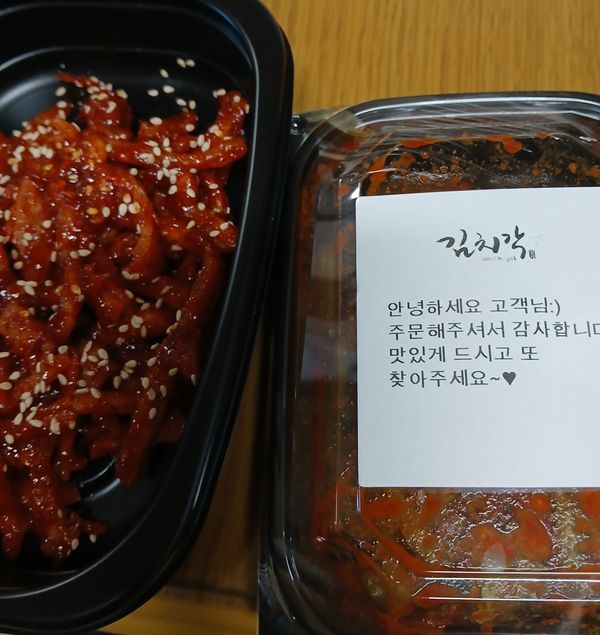 김치각
안녕하세요 고객님:)
주문해주셔서 감사합니다
맛있게 드시고 또
찾아주세요~♥